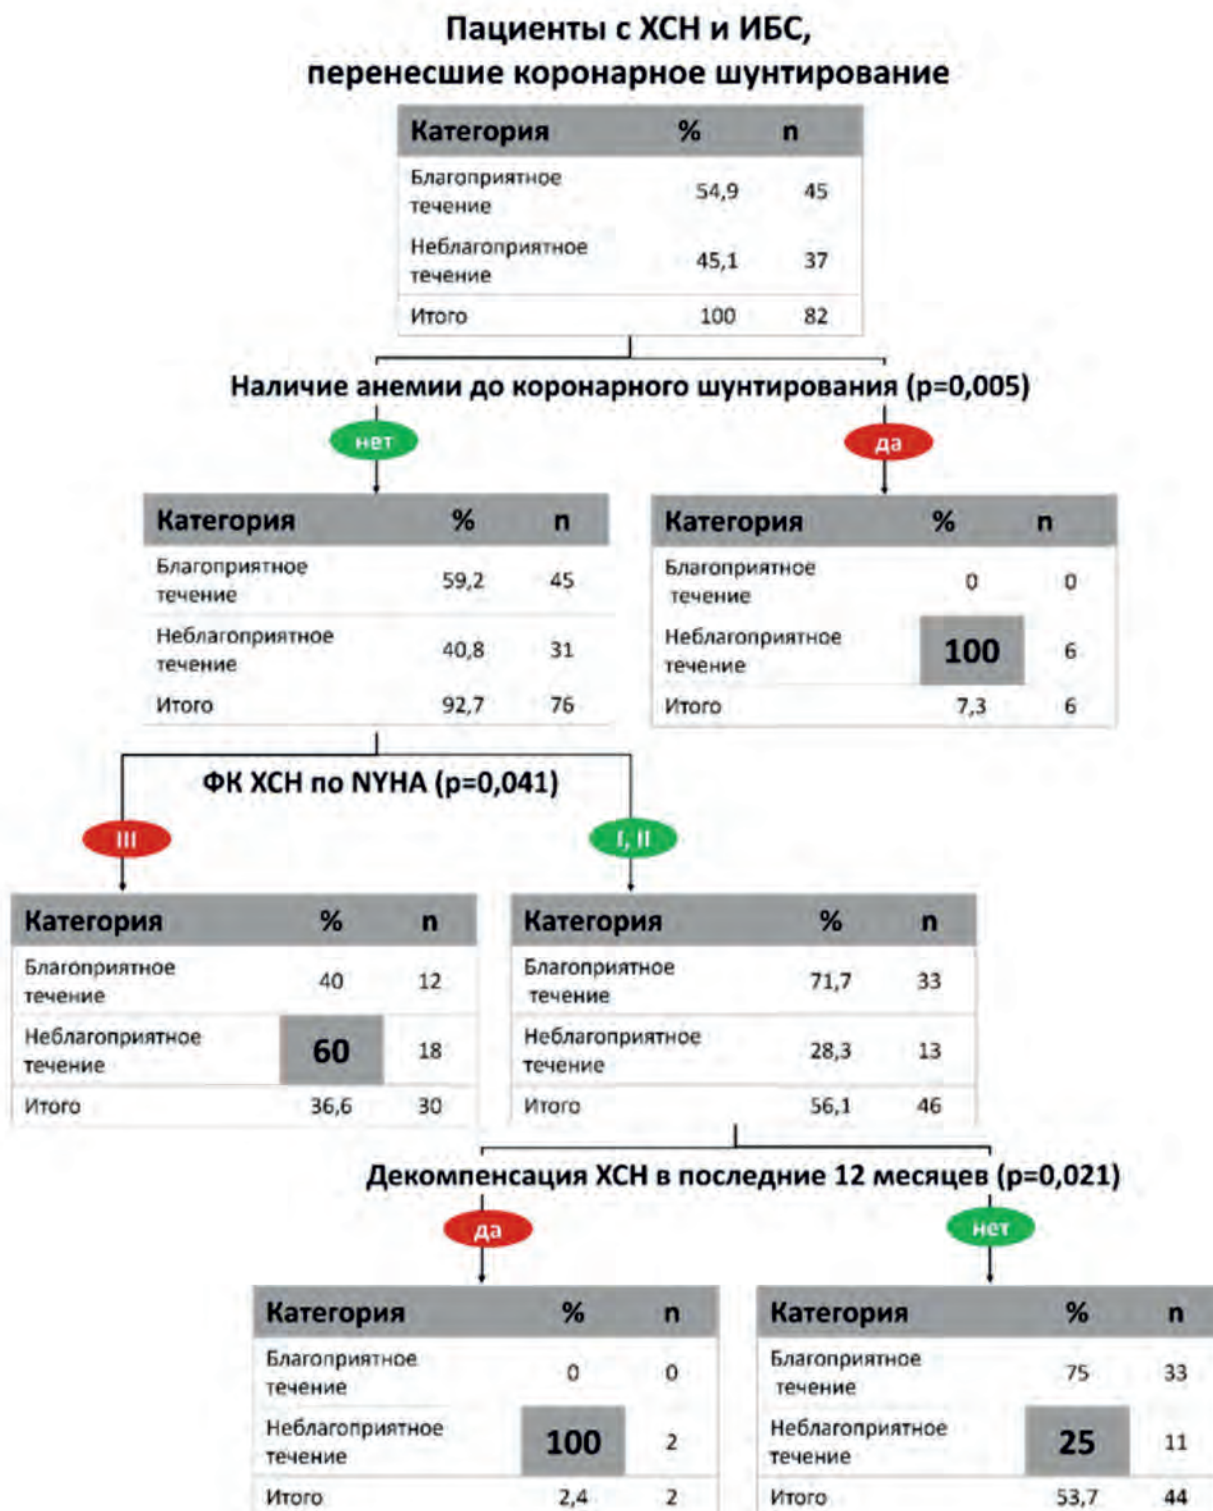 Пациенты с ХСН и ИБС,
перенесшие коронарное шунтирование
Категория % n
Благоприятное
течение 54,9 45
Неблагоприятное
течение 45,1 37
Итого 100 82
Наличие анемии до коронарного шунтирования (p=0,005)
нет
да
Категория % n
Благоприятное
течение 59,2 45
Неблагоприятное
течение 40,8 31
Итого 92,7 76
Категория % n
Благоприятное
течение 0 0
Неблагоприятное
течение 100 6
Итого 7,3 6
ФК ХСН по NYHA (p=0,041)
III
I, II
Категория % n
Благоприятное
течение 40 12
Неблагоприятное
течение 60 18
Итого 36,6 30
Категория % n
Благоприятное
течение 71,7 33
Неблагоприятное
течение 28,3 13
Итого 56,1 46
Декомпенсация ХСН в последние 12 месяцев (p=0,021)
да
нет
Категория % n
Благоприятное
течение 0 0
Неблагоприятное
течение 100 2
Итого 2,4 2
Категория % n
Благоприятное
течение 75 33
Неблагоприятное
течение 25 11
Итого 53,7 44